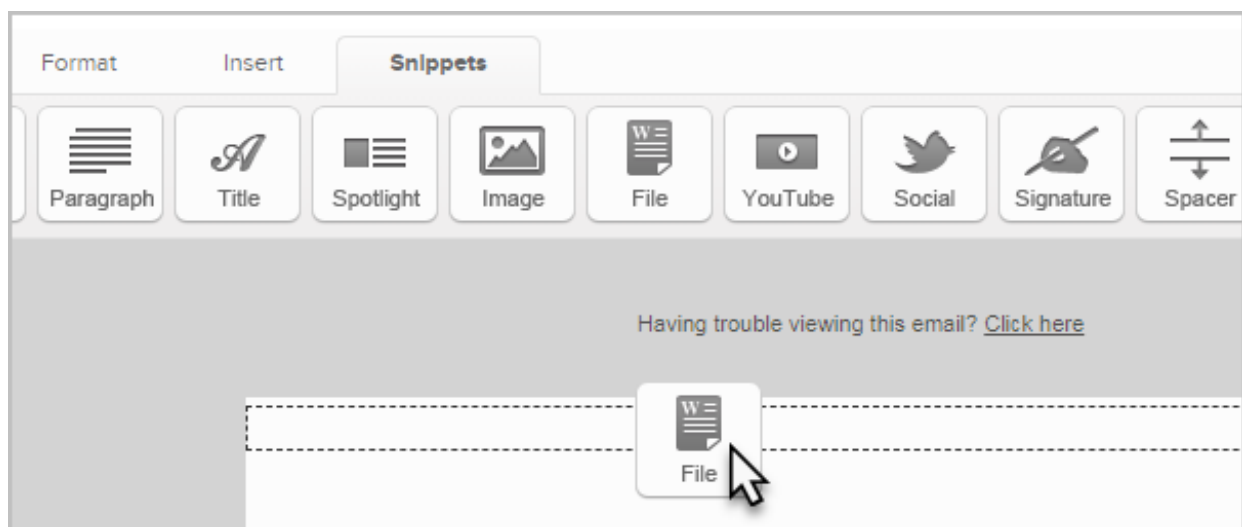 Format Insert Snippets
Paragraph Title Spotlight Image File YouTube Social Signature Spacer
Having trouble viewing this email? Click here
File